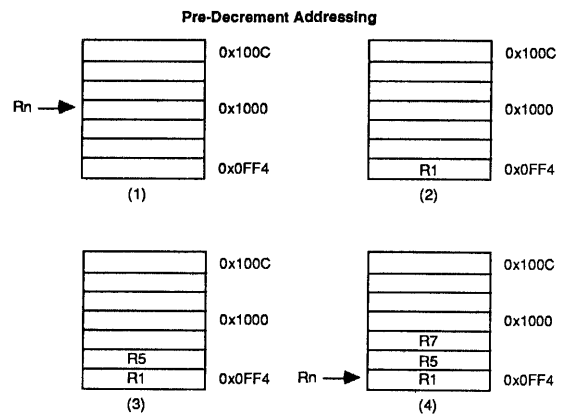 Pre-Decrement Addressing
0x100C
Rn
0x1000
0x0FF4
(1)
0x100C
0x1000
R1
0x0FF4
(2)
0x100C
0x1000
R5
R1
0x0FF4
(3)
0x100C
0x1000
R7
R5
Rn
R1
0x0FF4
(4)